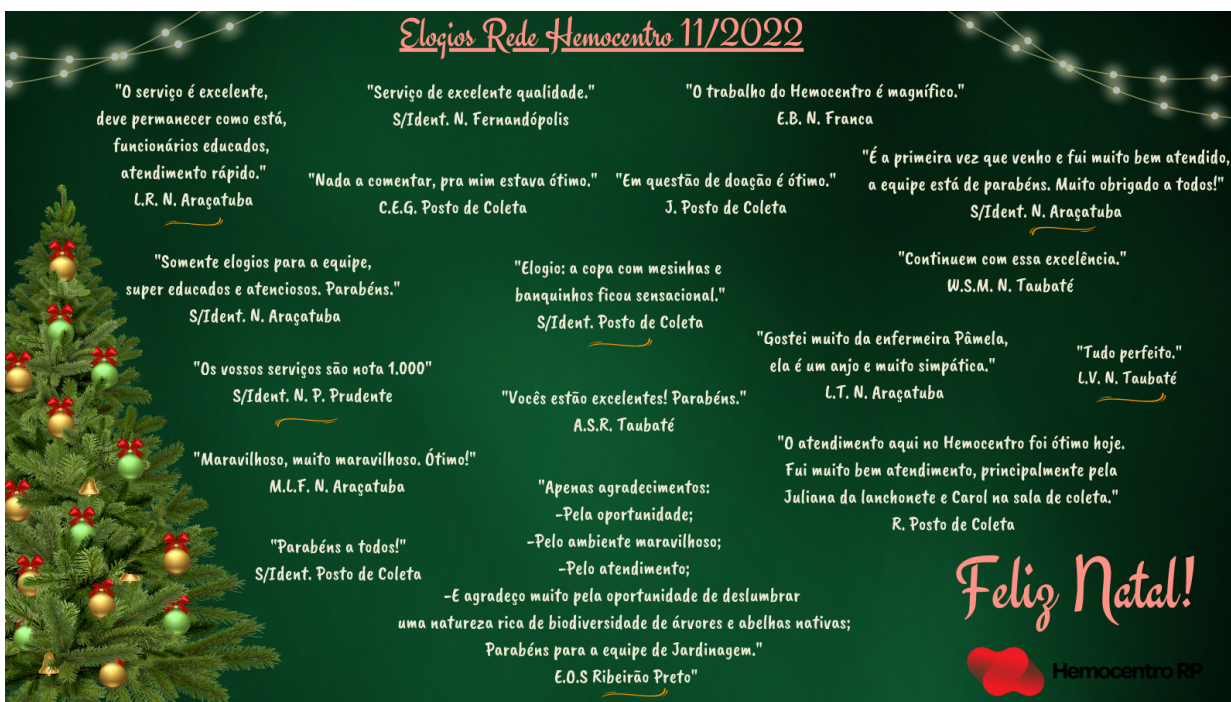 Elogios Rede Hemocentro 11/2022
"O serviço é excelente,
deve permanecer como está,
funcionários educados,
atendimento rápido."
L.R. N. Araçatuba
"Serviço de excelente qualidade."
S/Ident. N. Fernandópolis
"O trabalho do Hemocentro é magnífico."
E.B. N. Franca
"Nada a comentar, pra mim estava ótimo."
C.E.G. Posto de Coleta
"Em questão de doação é ótimo."
J. Posto de Coleta
"É a primeira vez que venho e fui muito bem atendido,
a equipe está de parabéns. Muito obrigado a todos!"
S/Ident. N. Araçatuba
"Somente elogios para a equipe,
super educados e atenciosos. Parabéns."
S/Ident. N. Araçatuba
"Elogio: a copa com mesinhas e
banquinhos ficou sensacional."
S/Ident. Posto de Coleta
"Continuem com essa excelência."
W.S.M. N. Taubaté
"Os vossos serviços são nota 1.000"
S/Ident. N. P. Prudente
"Vocês estão excelentes! Parabéns."
A.S.R. Taubaté
"Gostei muito da enfermeira Pâmela,
ela é um anjo e muito simpática."
L.T. N. Araçatuba
"Tudo perfeito."
L.V. N. Taubaté
"Maravilhoso, muito maravilhoso. Ótimo!"
M.L.F. N. Araçatuba
"O atendimento aqui no Hemocentro foi ótimo hoje.
Fui muito bem atendimento, principalmente pela
Juliana da lanchonete e Carol na sala de coleta."
R. Posto de Coleta
"Parabéns a todos!"
S/Ident. Posto de Coleta
"Apenas agradecimentos:
-Pela oportunidade;
-Pelo ambiente maravilhoso;
-Pelo atendimento;
-E agradeço muito pela oportunidade de deslumbrar
uma natureza rica de biodiversidade de árvores e abelhas nativas;
Parabéns para a equipe de Jardinagem."
E.O.S Ribeirão Preto"
Feliz Natal!
Hemocentro RP